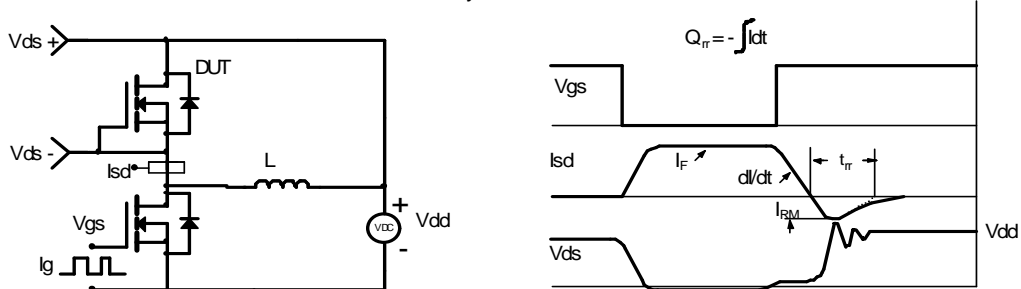 Vds +
DUT
Vds -
Isd
L
Vgs
Ig
+
VDC
-
Vdd
Qrr = - ∫Idt
Vgs
Isd
IF
dI/dt
trr
IRM
Vdd
Vds